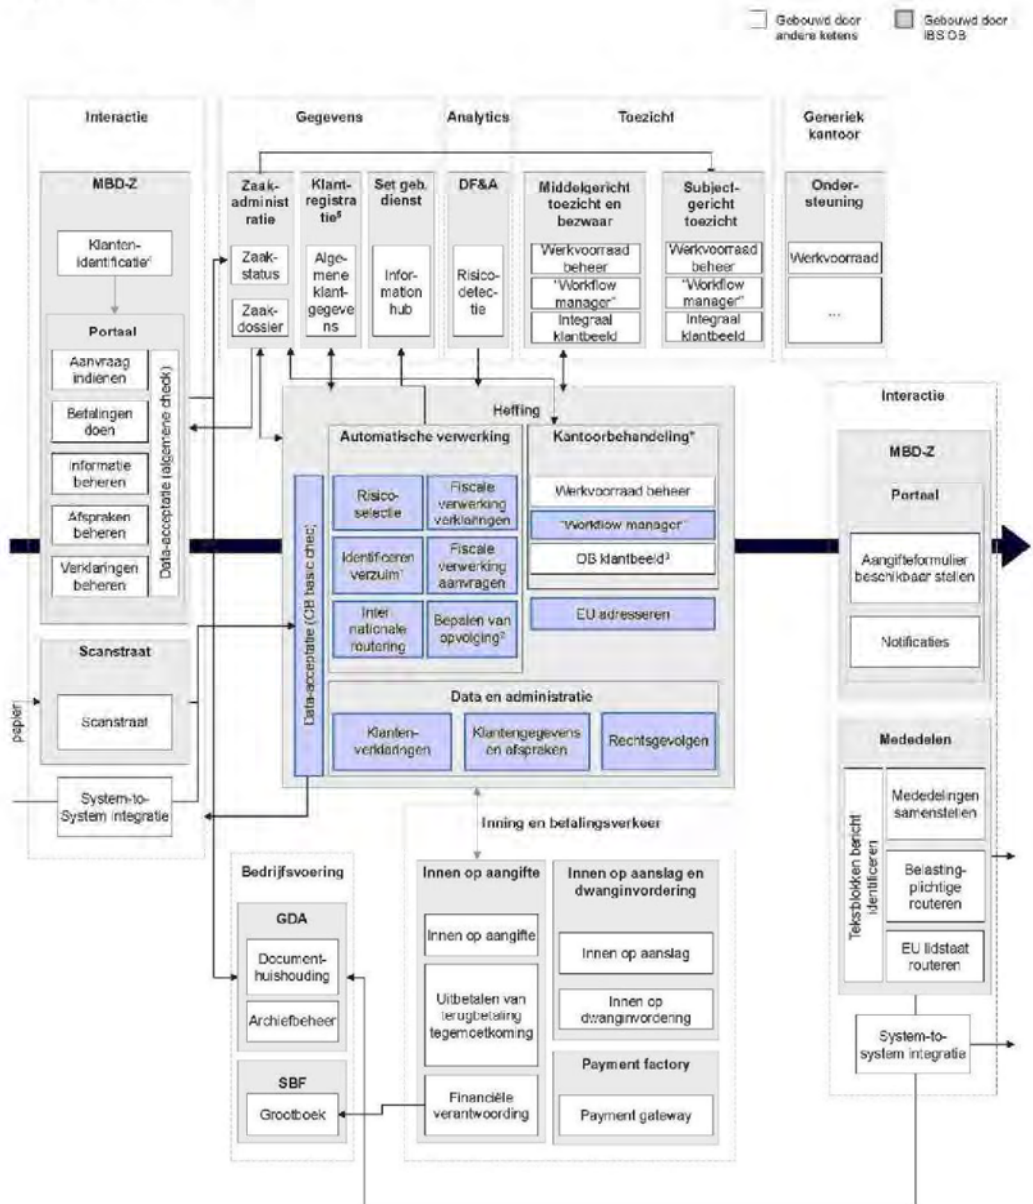 Gebouwd door
andere ketens
Gebouwd door
IBS OB
Interactie
Gegevens
Analytics
Toezicht
Generiek
kantoor
MBD-Z
Klanten-
identificatie⁴
Portaal
Aanvraag
indienen
Betalingen
doen
Informatie
beheren
Afspraken
beheren
Verklaringen
beheren
Data-acceptatie (algemene check)
Zaak-
administ
ratie
Zaak-
status
Zaak-
dossier
Klant-
registra
tie⁵
Alge-
mene
klant-
gegeve
ns
Set geb.
dienst
Infor-
mation
hub
DF&A
Risico-
detec-
tie
Middelgericht
toezicht en
bezwaar
Werkvoorraad
beheer
"Workflow
manager"
Integraal
klantbeeld
Subject-
gericht
toezicht
Werkvoorraad
beheer
"Workflow
manager"
Integraal
klantbeeld
Onder-
steuning
Werkvoorraad
...
Heffing
Automatische verwerking
Data-acceptatie (OB basic chec)
Risico-
selectie
Fiscale
verwerking
verklaringen
Identificeren
verzuim¹
Fiscale
verwerking
aanvragen
Inter
nationale
routering
Bepalen van
opvolging²
Kantoorbehandeling*
Werkvoorraad beheer
"Workflow manager"
OB klantbeeld³
EU adresseren
Data en administratie
Klanten-
verklaringen
Klantengegevens
en afspraken
Rechtsgevolgen
papier
Scanstraat
Scanstraat
System-to-
System integratie
Interactie
MBD-Z
Portaal
Aangifteformulier
beschikbaar stellen
Notificaties
Mededelen
Tekstblokken bericht
identificeren
Mededelingen
samenstellen
Belasting-
plichtige
routeren
EU lidstaat
routeren
System-to-
system integratie
Bedrijfsvoering
GDA
Document-
huishouding
Archiefbeheer
SBF
Grootboek
Inning en betalingsverkeer
Innen op aangifte
Innen op aangifte
Uitbetalen van
terugbetaling
tegemoetkoming
Financiële
verantwoording
Innen op aanslag en
dwanginvordering
Innen op aanslag
Innen op
dwanginvordering
Payment factory
Payment gateway